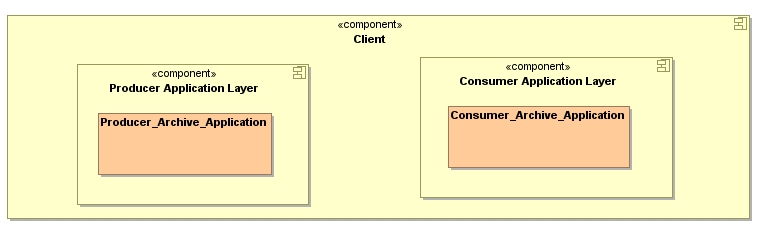 «component»
Client
«component»
Producer Application Layer
Producer_Archive_Application
«component»
Consumer Application Layer
Consumer_Archive_Application